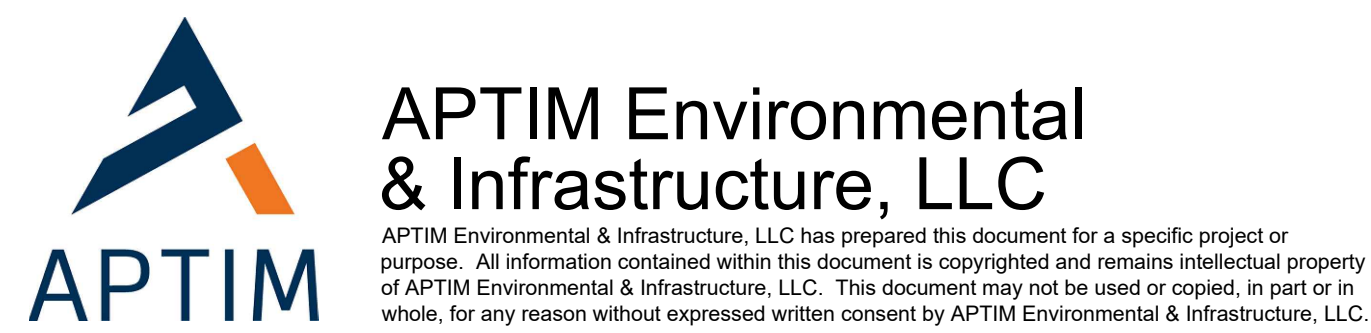 APTIM
APTIM Environmental
& Infrastructure, LLC
APTIM Environmental & Infrastructure, LLC has prepared this document for a specific project or
purpose.  All information contained within this document is copyrighted and remains intellectual property
of APTIM Environmental & Infrastructure, LLC.  This document may not be used or copied, in part or in
whole, for any reason without expressed written consent by APTIM Environmental & Infrastructure, LLC.